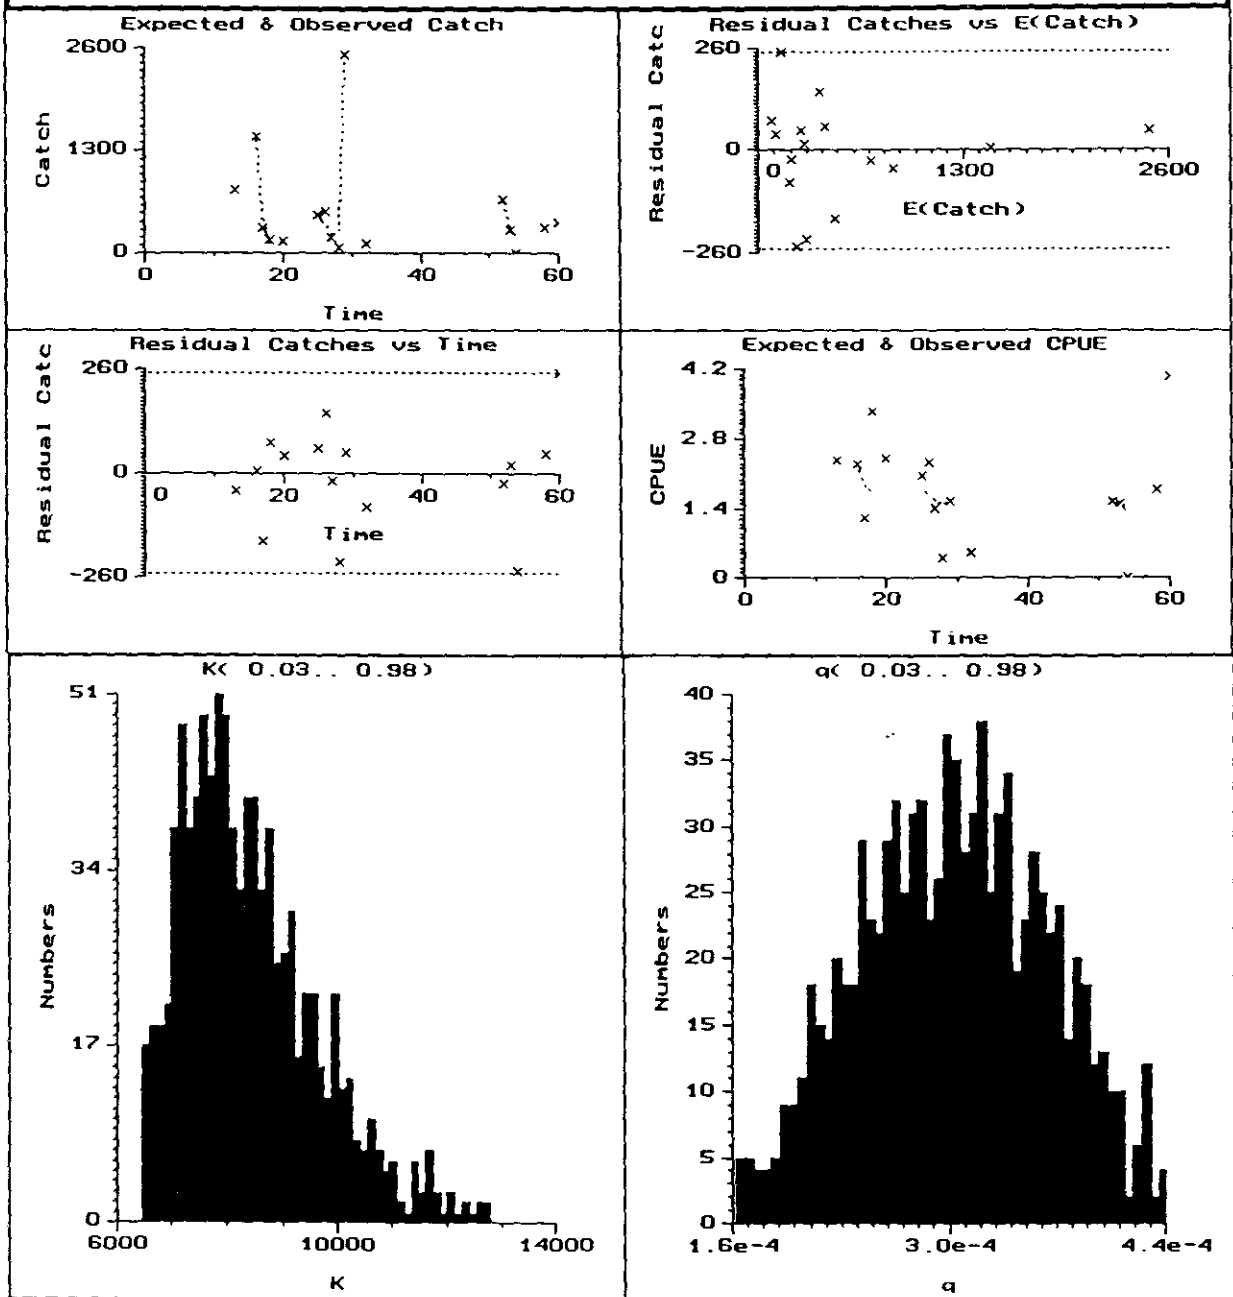 Expected & Observed Catch
2600
1300
0
Catch
0 20 40 60
Time
Residual Catches vs E(Catch)
260
0
-260
Residual Catc
0 1300 2600
E(Catch)
Residual Catches vs Time
260
0
-260
Residual Catc
0 20 40 60
Time
Expected & Observed CPUE
4.2
2.8
1.4
0
CPUE
0 20 40 60
Time
K( 0.03.. 0.98)
51
34
17
0
Numbers
6000 10000 14000
K
q( 0.03.. 0.98)
40
35
30
25
20
15
10
5
0
Numbers
1.6e-4 3.0e-4 4.4e-4
q